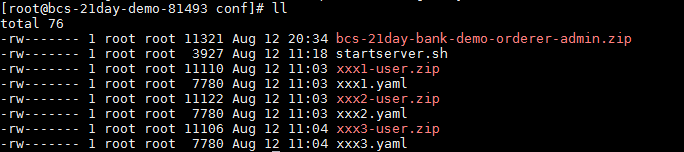 [root@bcs-21day-demo-81493 conf]# ll
total 76
-rw------- 1 root root 11321 Aug 12 20:34 bcs-21day-bank-demo-orderer-admin.zip
-rw------- 1 root root  3927 Aug 12 11:18 startserver.sh
-rw------- 1 root root 11110 Aug 12 11:03 xxx1-user.zip
-rw------- 1 root root  7780 Aug 12 11:03 xxx1.yaml
-rw------- 1 root root 11122 Aug 12 11:03 xxx2-user.zip
-rw------- 1 root root  7780 Aug 12 11:03 xxx2.yaml
-rw------- 1 root root 11106 Aug 12 11:04 xxx3-user.zip
-rw------- 1 root root  7780 Aug 12 11:04 xxx3.yaml